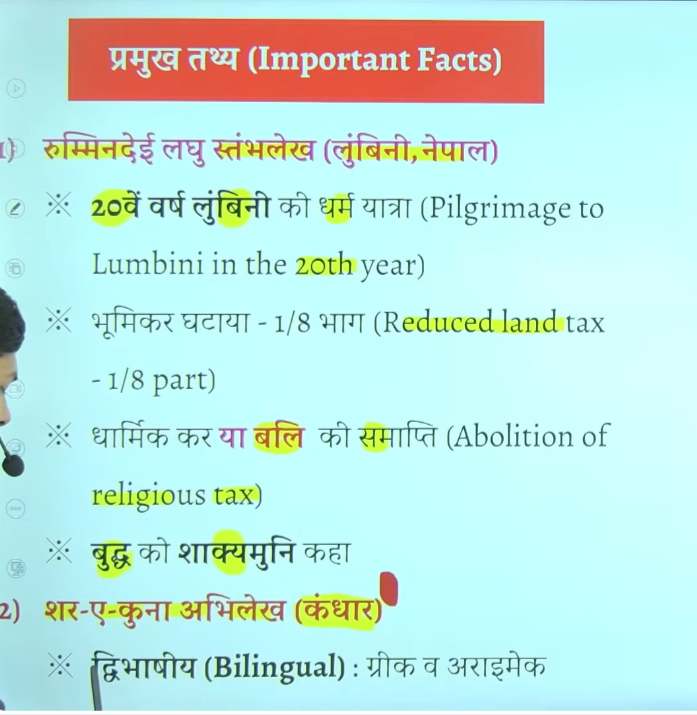 प्रमुख तथ्य (Important Facts)
1) रुम्मिनदेई लघु स्तंभलेख (लुंबिनी, नेपाल)
※ 20वें वर्ष लुंबिनी की धर्म यात्रा (Pilgrimage to
Lumbini in the 20th year)
※ भूमिकर घटाया - 1/8 भाग (Reduced land tax
- 1/8 part)
※ धार्मिक कर या बलि की समाप्ति (Abolition of
religious tax)
※ बुद्ध को शाक्यमुनि कहा
2) शर-ए-कुना अभिलेख (कंधार)
※ द्विभाषीय (Bilingual) : ग्रीक व अराइमेक